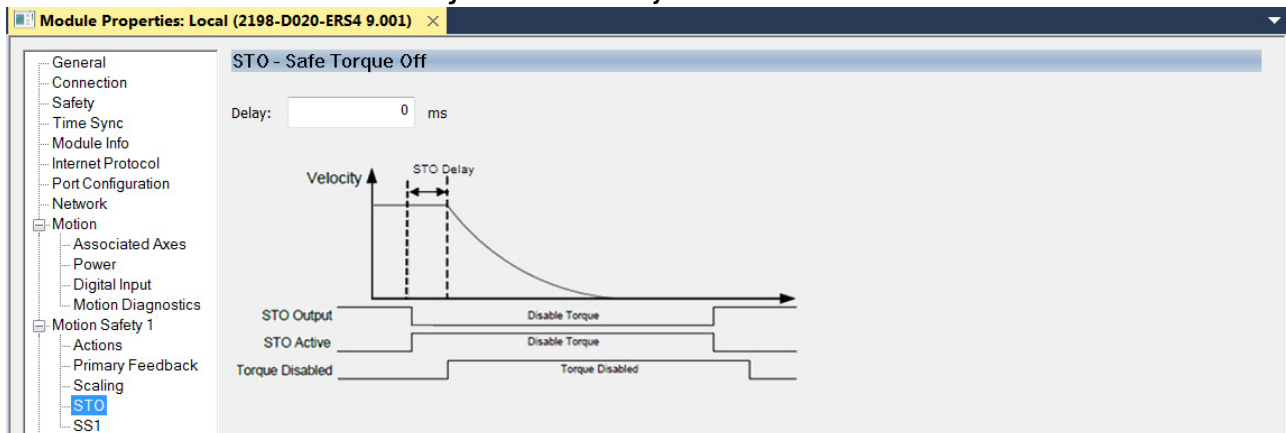 Module Properties: Local (2198-D020-ERS4 9.001)
General
Connection
Safety
Time Sync
Module Info
Internet Protocol
Port Configuration
Network
Motion
Associated Axes
Power
Digital Input
Motion Diagnostics
Motion Safety 1
Actions
Primary Feedback
Scaling
STO
SS1
STO - Safe Torque Off
Delay: 0 ms
STO Delay
Velocity
STO Output Disable Torque
STO Active Disable Torque
Torque Disabled Torque Disabled